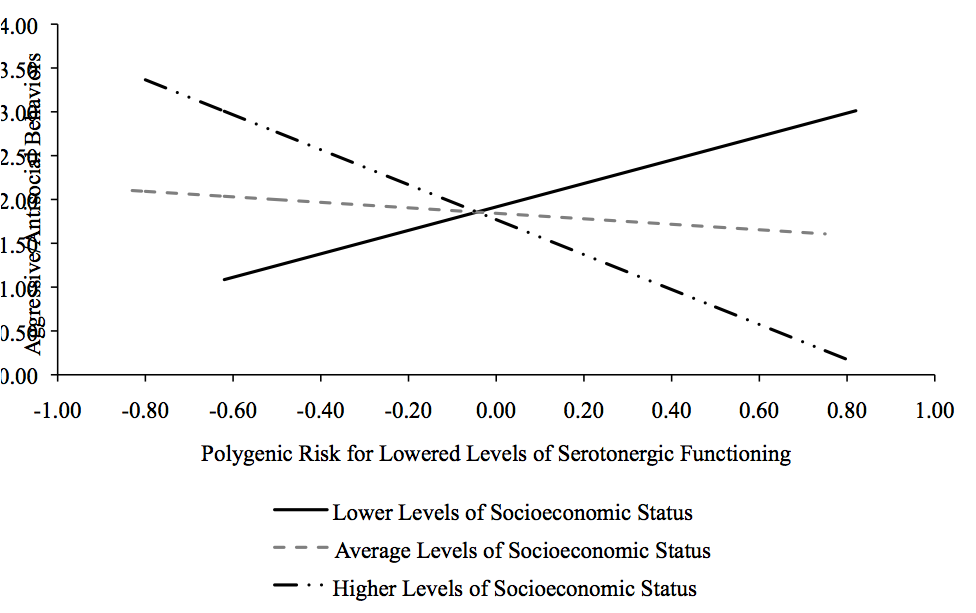 4.00
3.50
3.00
2.50
2.00
1.50
1.00
0.50
0.00
Aggressive/Antisocial Behaviors
-1.00 -0.80 -0.60 -0.40 -0.20 0.00 0.20 0.40 0.60 0.80 1.00
Polygenic Risk for Lowered Levels of Serotonergic Functioning
Lower Levels of Socioeconomic Status
Average Levels of Socioeconomic Status
Higher Levels of Socioeconomic Status